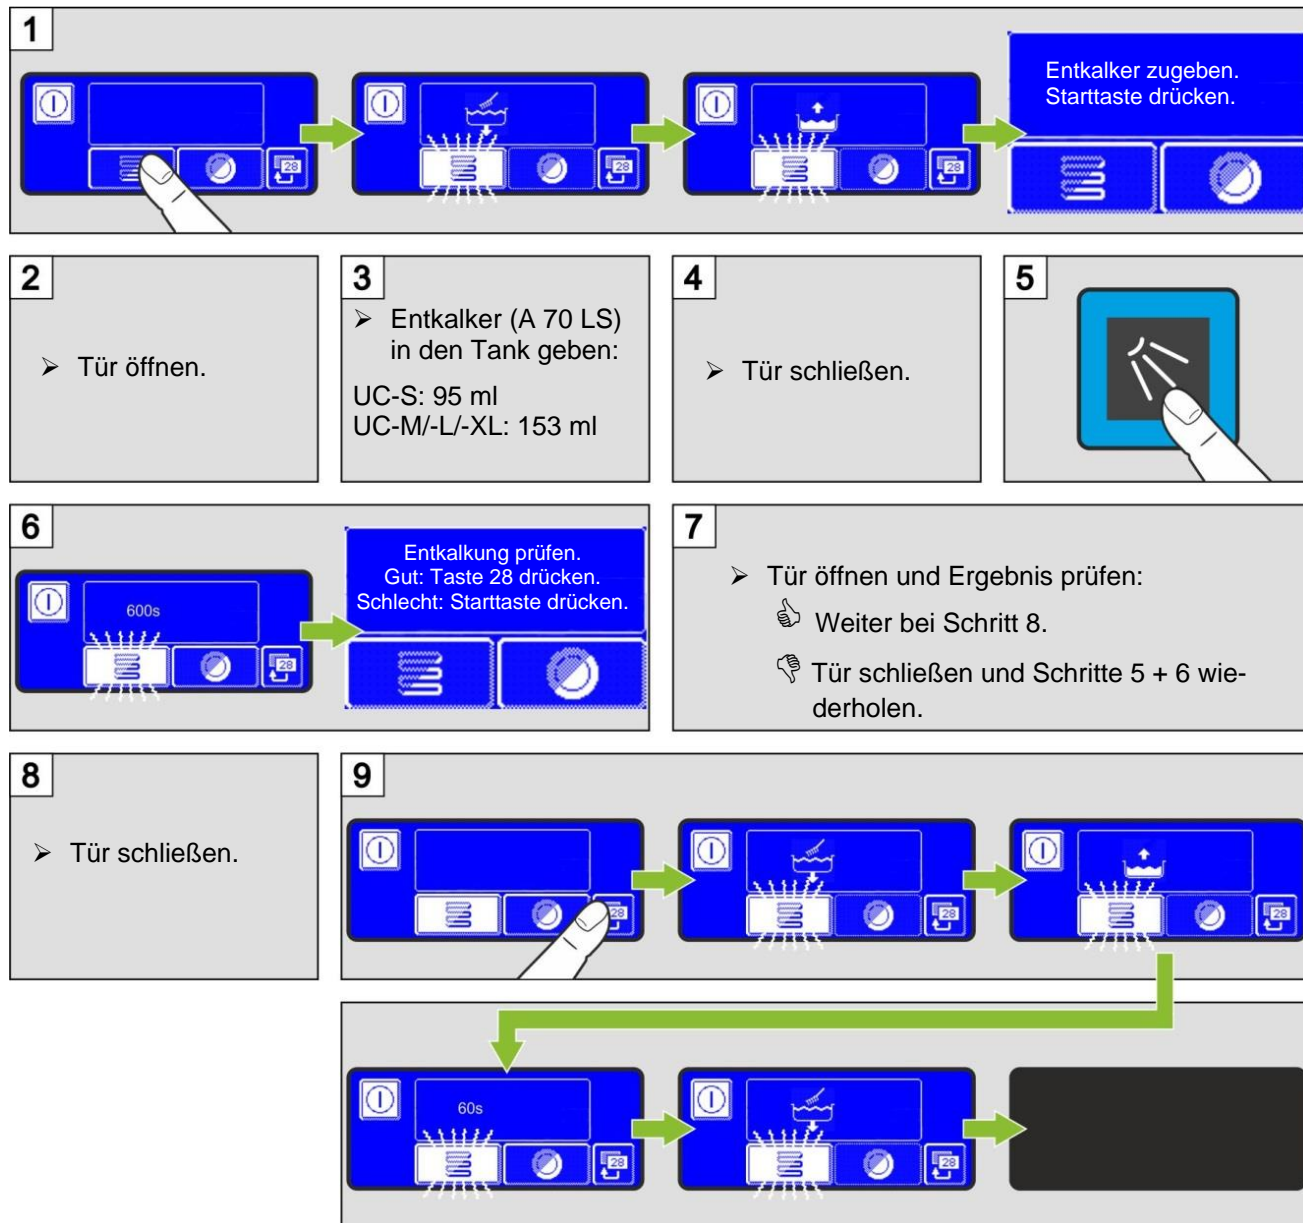 1
28
28
28
Entkalker zugeben.
Starttaste drücken.
2
➢ Tür öffnen.
3
➢ Entkalker (A 70 LS)
in den Tank geben:
UC-S: 95 ml
UC-M/-L/-XL: 153 ml
4
➢ Tür schließen.
5
6
600s
28
Entkalkung prüfen.
Gut: Taste 28 drücken.
Schlecht: Starttaste drücken.
7
➢ Tür öffnen und Ergebnis prüfen:
Weiter bei Schritt 8.
Tür schließen und Schritte 5 + 6 wie-
derholen.
8
➢ Tür schließen.
9
28
28
28
60s
28
28